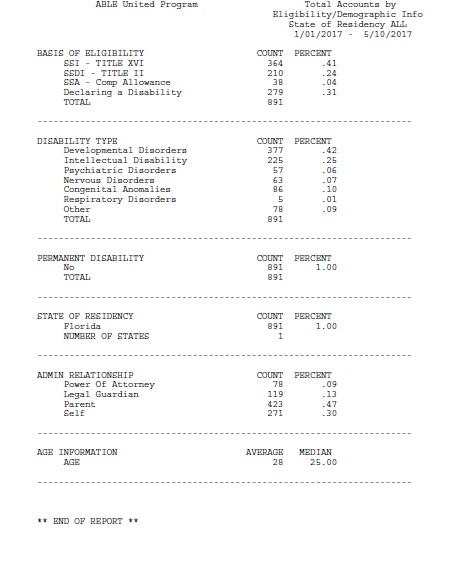 ABLE United Program Total Accounts by
Eligibility/Demographic Info
State of Residency ALL
1/01/2017 - 5/10/2017
BASIS OF ELIGIBILITY COUNT PERCENT
SSI - TITLE XVI 364 .41
SSDI - TITLE II 210 .24
SSA - Comp Allowance 38 .04
Declaring a Disability 279 .31
TOTAL 891
DISABILITY TYPE COUNT PERCENT
Developmental Disorders 377 .42
Intellectual Disability 225 .25
Psychiatric Disorders 57 .06
Nervous Disorders 63 .07
Congenital Anomalies 86 .10
Respiratory Disorders 5 .01
Other 78 .09
TOTAL 891
PERMANENT DISABILITY COUNT PERCENT
No 891 1.00
TOTAL 891
STATE OF RESIDENCY COUNT PERCENT
Florida 891 1.00
NUMBER OF STATES 1
ADMIN RELATIONSHIP COUNT PERCENT
Power Of Attorney 78 .09
Legal Guardian 119 .13
Parent 423 .47
Self 271 .30
AGE INFORMATION AVERAGE MEDIAN
AGE 28 25.00
** END OF REPORT **